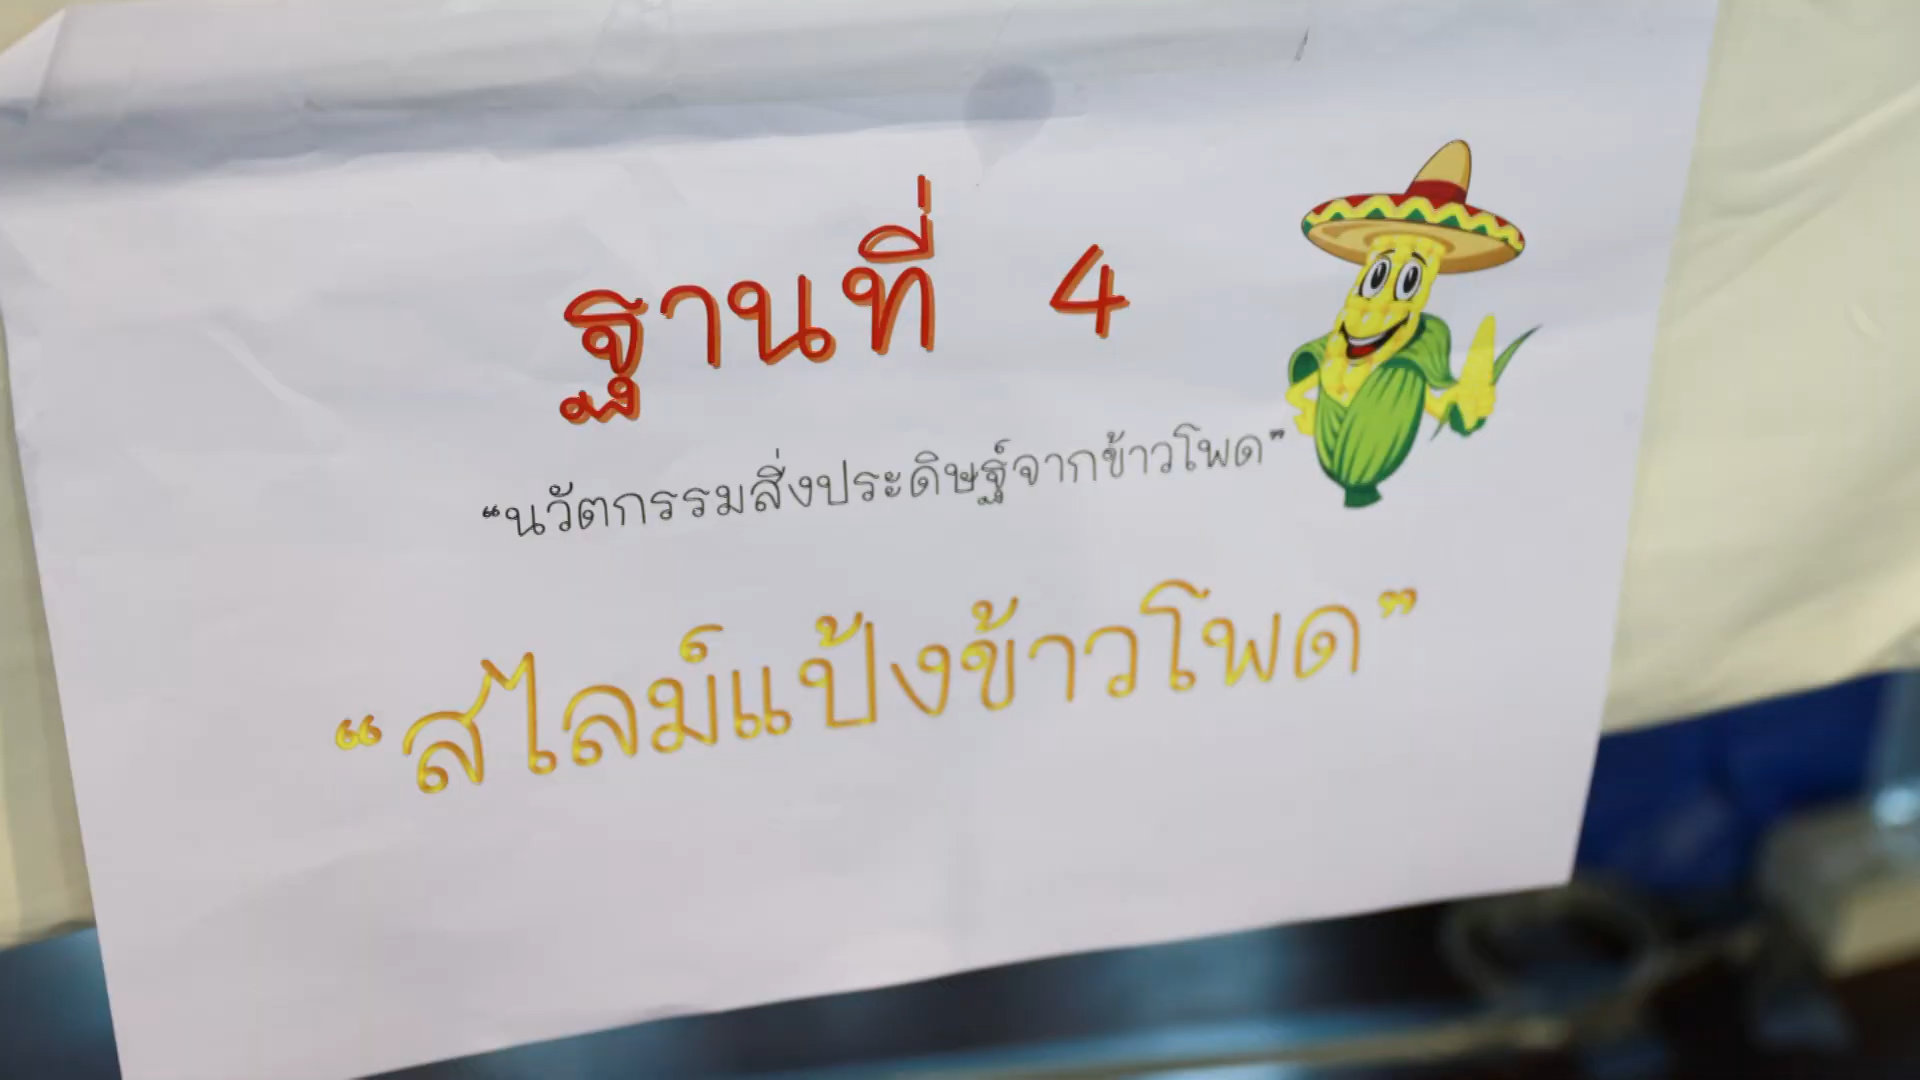 ฐานที่ 4
“นวัตกรรมสิ่งประดิษฐ์จากข้าวโพด”
“สไลม์แป้งข้าวโพด”